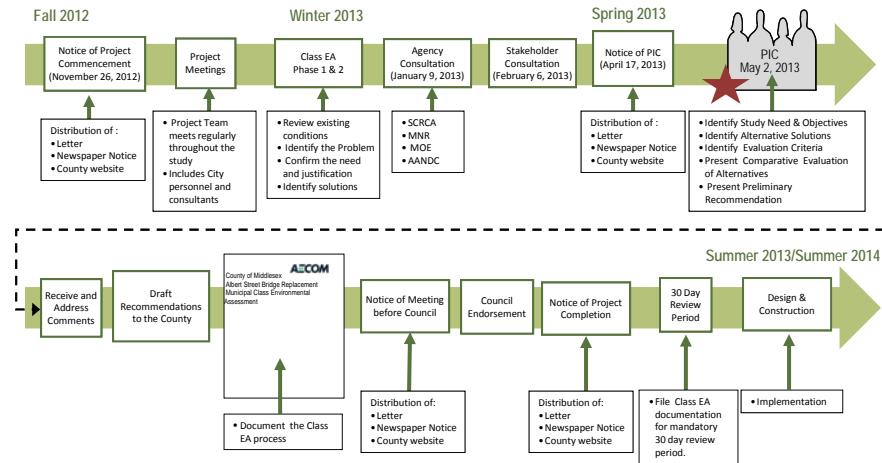 Fall 2012
Winter 2013
Spring 2013
Notice of Project
Commencement
(November 26, 2012)
Project
Meetings
Class EA
Phase 1 & 2
Agency
Consultation
(January 9, 2013)
Stakeholder
Consultation
(February 6, 2013)
Notice of PIC
(April 17, 2013)
PIC
May 2, 2013
Distribution of :
• Letter
• Newspaper Notice
• County website
• Project Team
meets regularly
throughout the
study
• Includes City
personnel and
consultants
• Review existing
conditions
• Identify the Problem
• Confirm the need
and justification
• Identify solutions
• SCRCA
• MNR
• MOE
• AANDC
Distribution of :
• Letter
• Newspaper Notice
• County website
• Identify Study Need & Objectives
• Identify Alternative Solutions
• Identify Evaluation Criteria
• Present Comparative Evaluation
of Alternatives
• Present Preliminary
Recommendation
Summer 2013/Summer 2014
Receive and
Address
Comments
Draft
Recommendations
to the County
AECOM
County of Middlesex
Albert Street Bridge Replacement
Municipal Class Environmental
Assessment
Notice of Meeting
before Council
Council
Endorsement
Notice of Project
Completion
30 Day
Review
Period
Design &
Construction
• Document the Class
EA process
Distribution of:
• Letter
• Newspaper Notice
• County website
Distribution of:
• Letter
• Newspaper Notice
• County website
• File Class EA
documentation
for mandatory
30 day review
period.
• Implementation